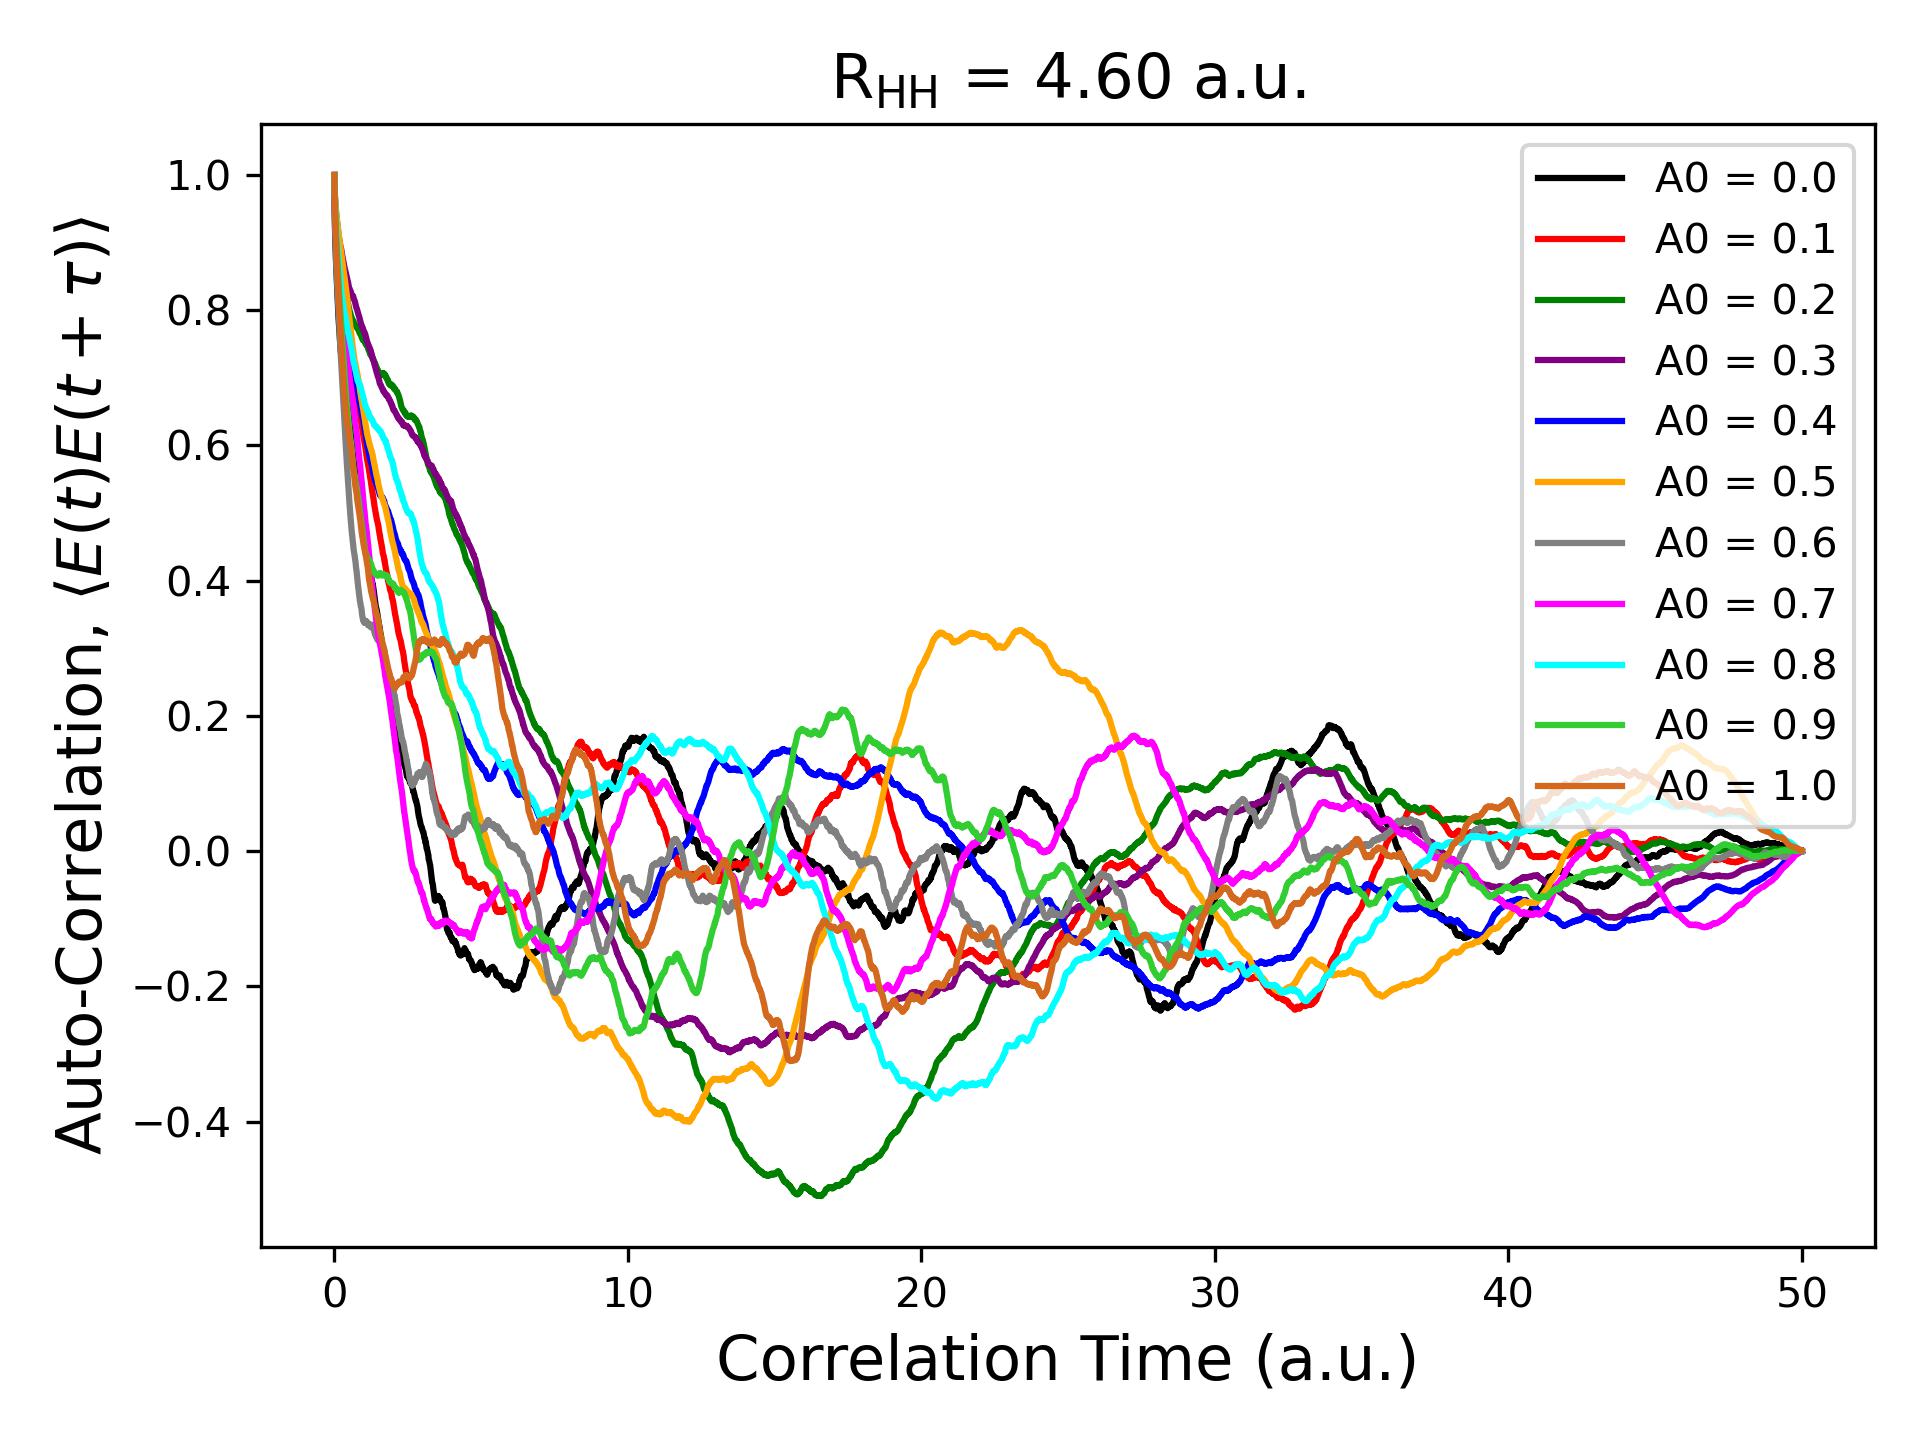 R_HH = 4.60 a.u.
Auto-Correlation, ⟨E(t)E(t + τ)⟩
1.0
0.8
0.6
0.4
0.2
0.0
−0.2
−0.4
A0 = 0.0
A0 = 0.1
A0 = 0.2
A0 = 0.3
A0 = 0.4
A0 = 0.5
A0 = 0.6
A0 = 0.7
A0 = 0.8
A0 = 0.9
A0 = 1.0
0 10 20 30 40 50
Correlation Time (a.u.)